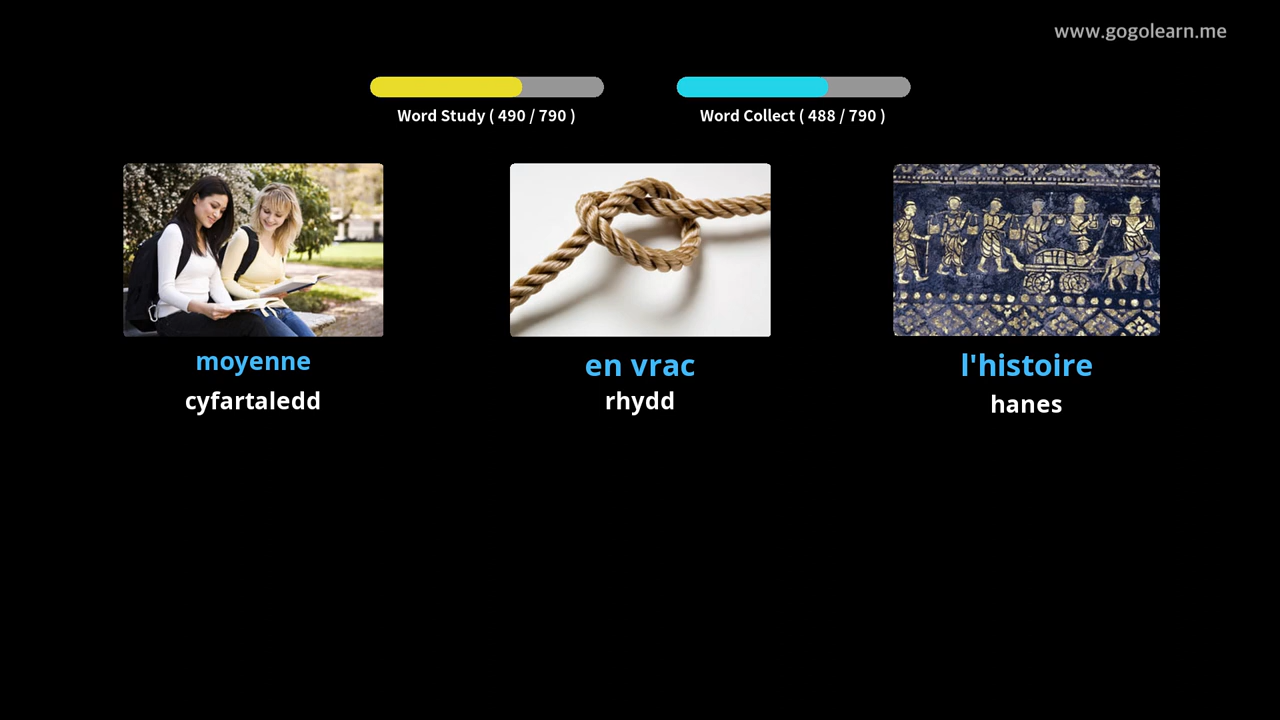 www.gogolearn.me
Word Study ( 490 / 790 )
Word Collect ( 488 / 790 )
moyenne
cyfartaledd
en vrac
rhydd
l'histoire
hanes